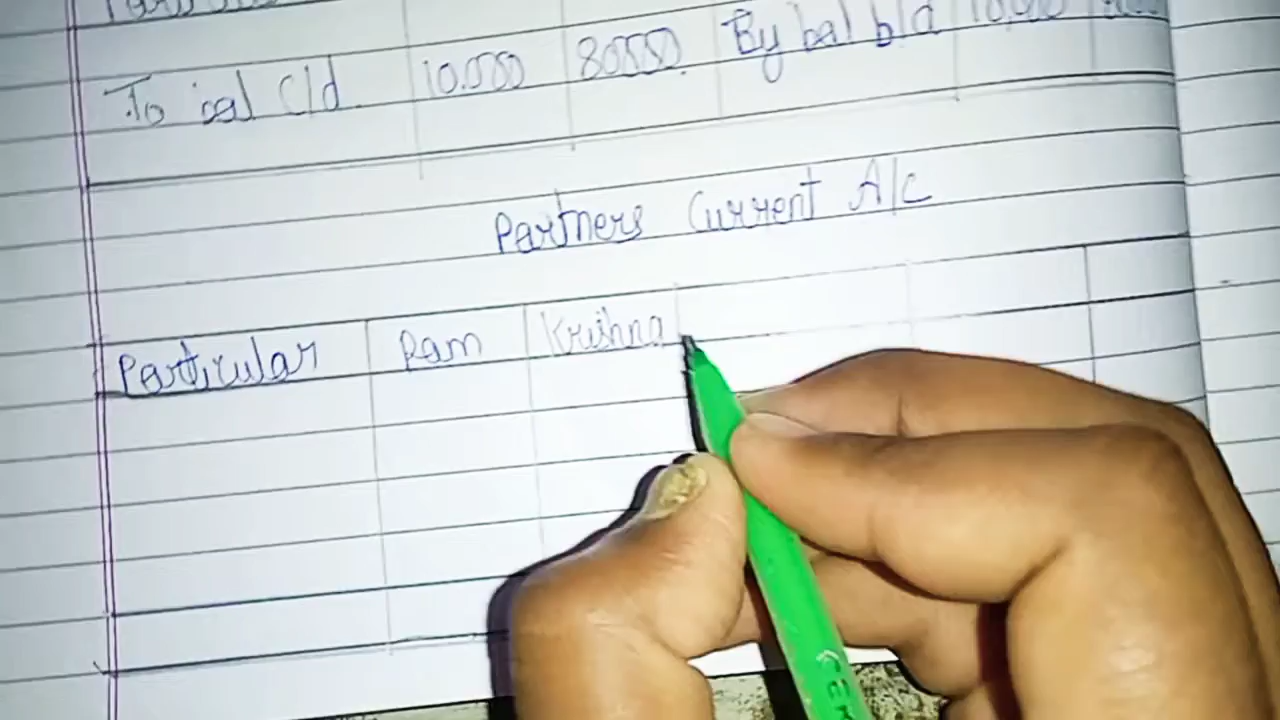 To bal C/d 10.000 80000. By bal b/d
Partners Current A/C
Particular Ram Krishna